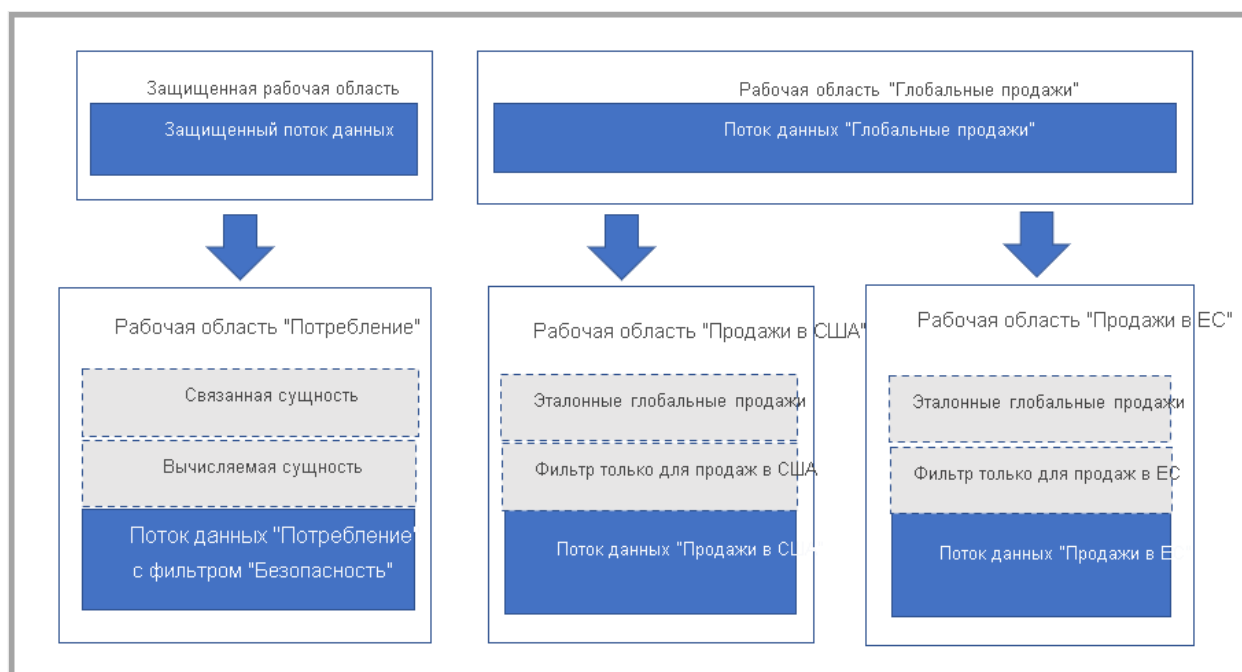 Защищенная рабочая область
Защищенный поток данных
Рабочая область "Глобальные продажи"
Поток данных "Глобальные продажи"
Рабочая область "Потребление"
Связанная сущность
Вычисляемая сущность
Поток данных "Потребление"
с фильтром "Безопасность"
Рабочая область "Продажи в США"
Эталонные глобальные продажи
Фильтр только для продаж в США
Поток данных "Продажи в США"
Рабочая область "Продажи в ЕС"
Эталонные глобальные продажи
Фильтр только для продаж в ЕС
Поток данных "Продажи в ЕС"